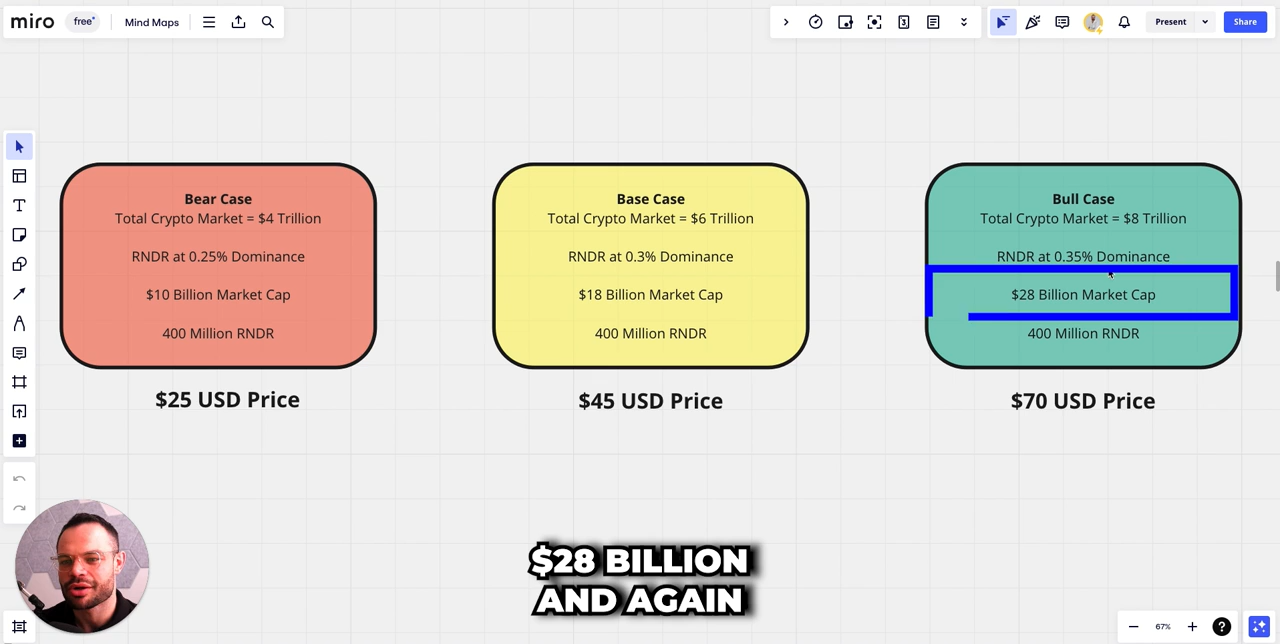 miro free Mind Maps
3
Present
Share
Bear Case
Total Crypto Market = $4 Trillion
RNDR at 0.25% Dominance
$10 Billion Market Cap
400 Million RNDR
$25 USD Price
Base Case
Total Crypto Market = $6 Trillion
RNDR at 0.3% Dominance
$18 Billion Market Cap
400 Million RNDR
$45 USD Price
Bull Case
Total Crypto Market = $8 Trillion
RNDR at 0.35% Dominance
$28 Billion Market Cap
400 Million RNDR
$70 USD Price
$28 BILLION
AND AGAIN
67%